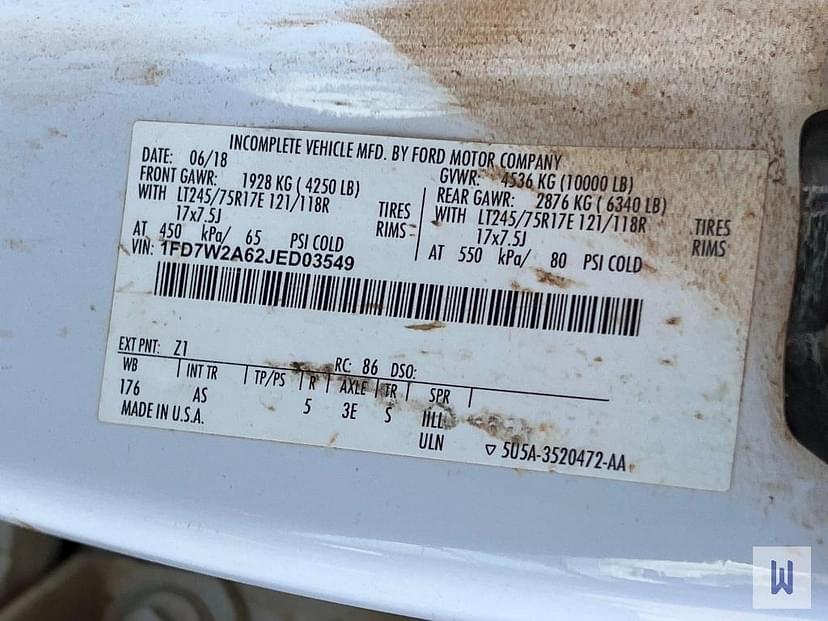 INCOMPLETE VEHICLE MFD. BY FORD MOTOR COMPANY
DATE: 06/18 GVWR: 4536 KG (10000 LB)
FRONT GAWR: 1928 KG ( 4250 LB) REAR GAWR: 2876 KG ( 6340 LB)
WITH LT245/75R17E 121/118R TIRES WITH LT245/75R17E 121/118R TIRES
17x7.5J RIMS 17x7.5J RIMS
AT 450 kPa/ 65 PSI COLD AT 550 kPa/ 80 PSI COLD
VIN: 1FD7W2A62JED03549
EXT PNT: Z1 RC: 86 DSO:
WB INT TR TP/PS R AXLE TR SPR
176 AS 5 3E S
MADE IN U.S.A. ULN ▽ 5U5A-3520472-AA
W